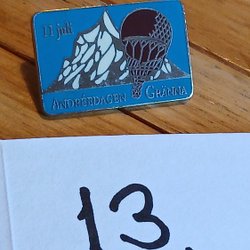 11 juli
ANDRÉEDAGEN GRÄNNA
13.